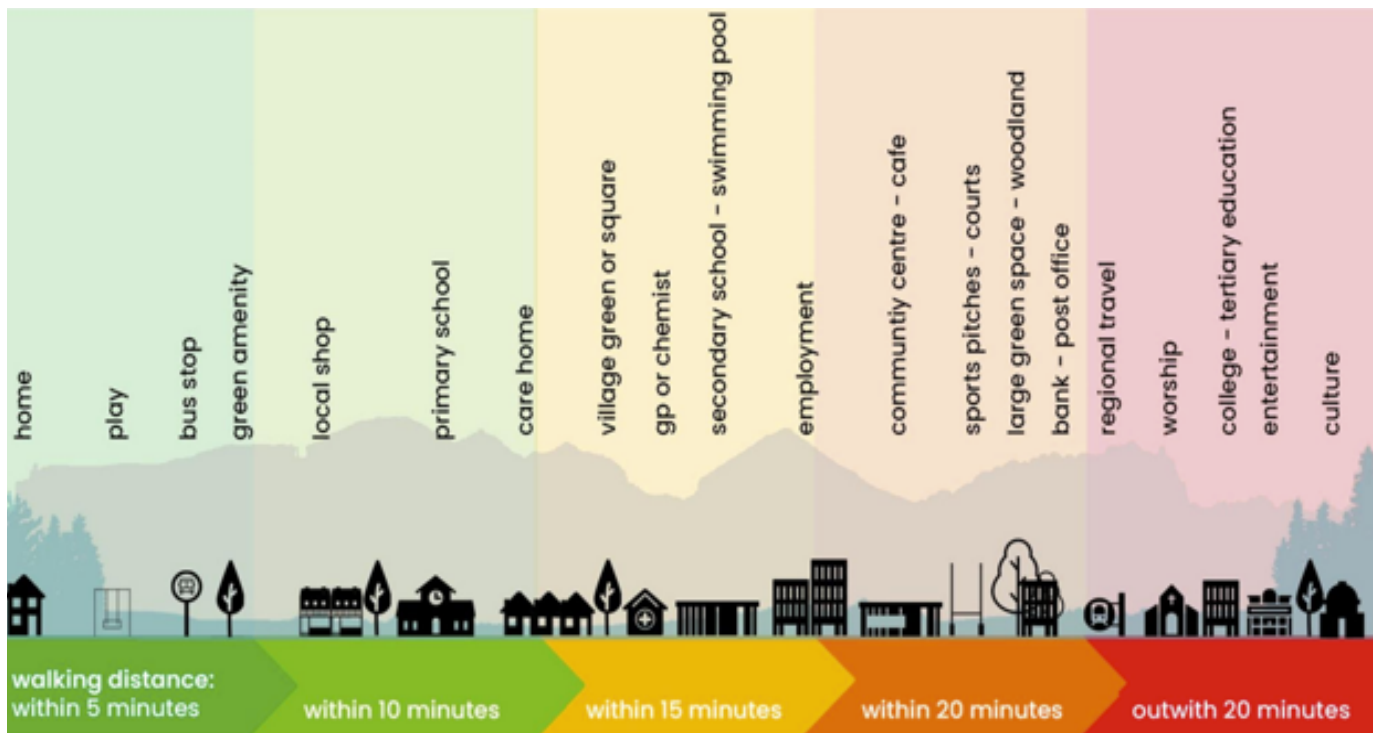 home
play
bus stop
green amenity
local shop
primary school
care home
village green or square
gp or chemist
secondary school - swimming pool
employment
communtiy centre - cafe
sports pitches - courts
large green space - woodland
bank - post office
regional travel
worship
college - tertiary education
entertainment
culture
walking distance:
within 5 minutes
within 10 minutes
within 15 minutes
within 20 minutes
outwith 20 minutes